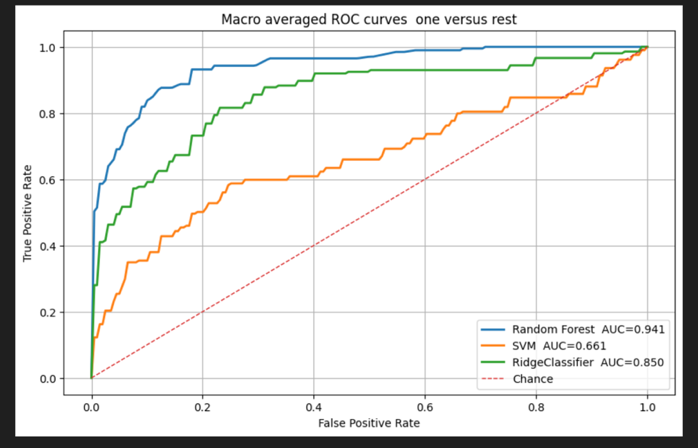 Macro averaged ROC curves  one versus rest
True Positive Rate
1.0
0.8
0.6
0.4
0.2
0.0
Random Forest  AUC=0.941
SVM  AUC=0.661
RidgeClassifier  AUC=0.850
Chance
0.0 0.2 0.4 0.6 0.8 1.0
False Positive Rate